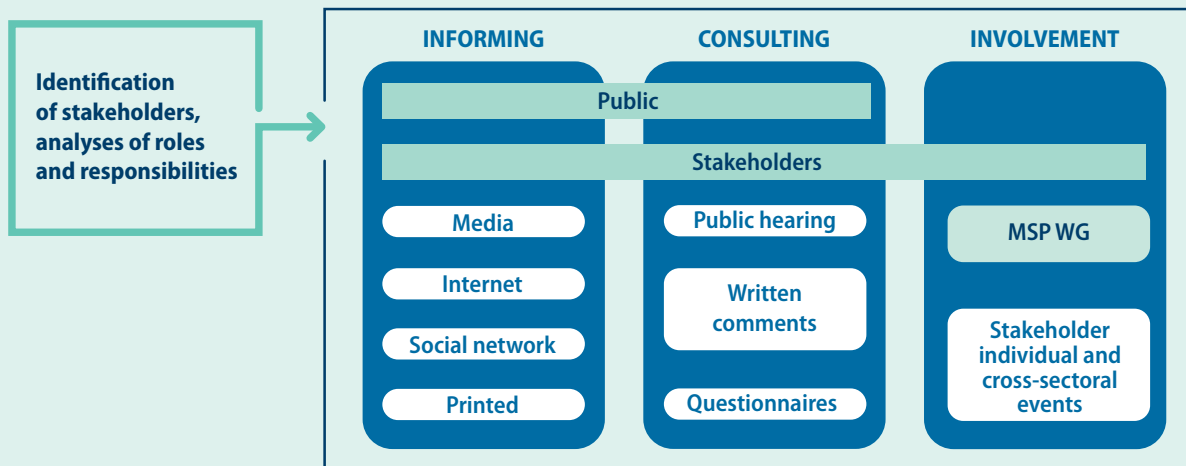 Identification
of stakeholders,
analyses of roles
and responsibilities
INFORMING
CONSULTING
INVOLVEMENT
Public
Stakeholders
Media
Internet
Social network
Printed
Public hearing
Written
comments
Questionnaires
MSP WG
Stakeholder
individual and
cross-sectoral
events